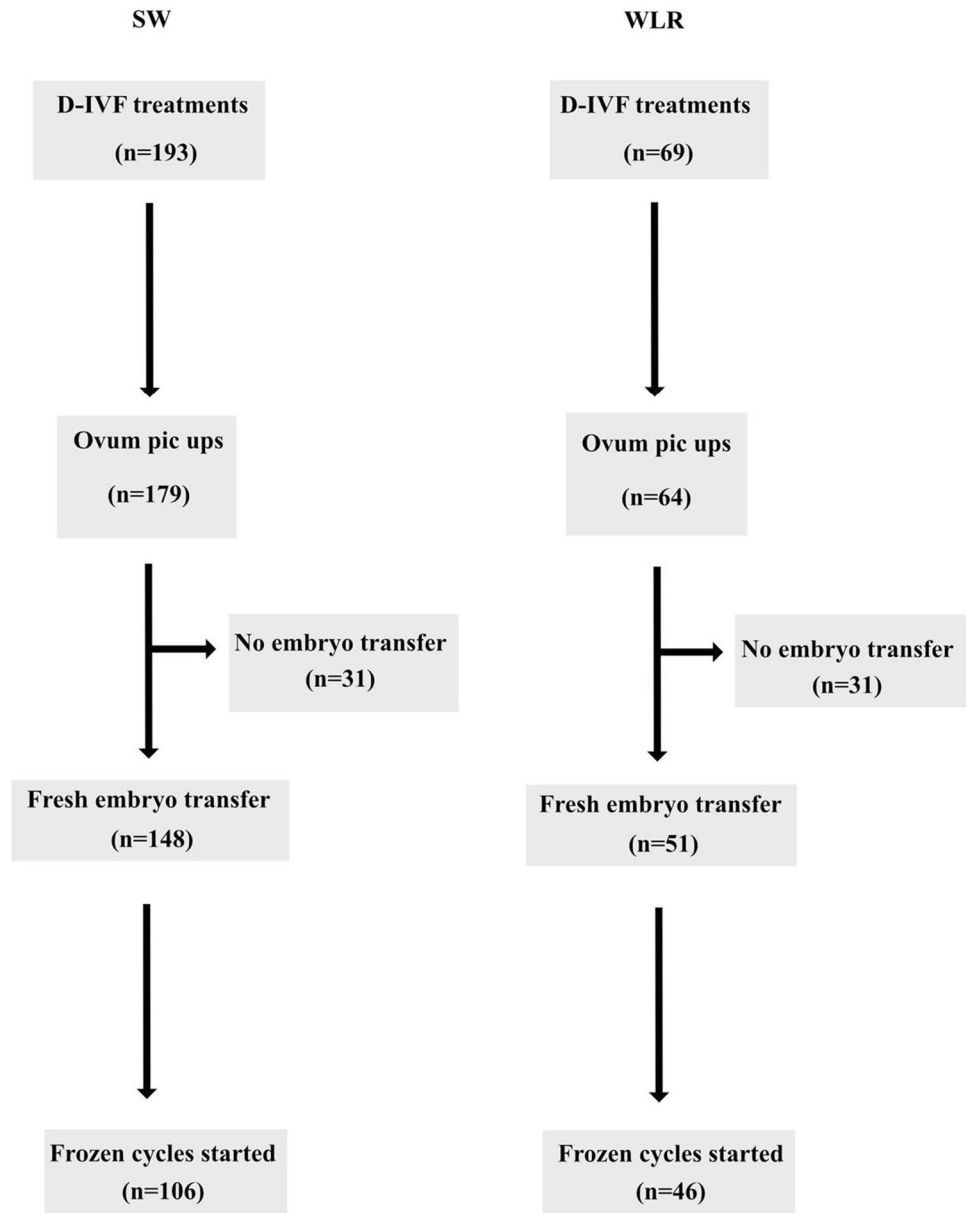 SW
D-IVF treatments
(n=193)
Ovum pic ups
(n=179)
No embryo transfer
(n=31)
Fresh embryo transfer
(n=148)
Frozen cycles started
(n=106)
WLR
D-IVF treatments
(n=69)
Ovum pic ups
(n=64)
No embryo transfer
(n=31)
Fresh embryo transfer
(n=51)
Frozen cycles started
(n=46)